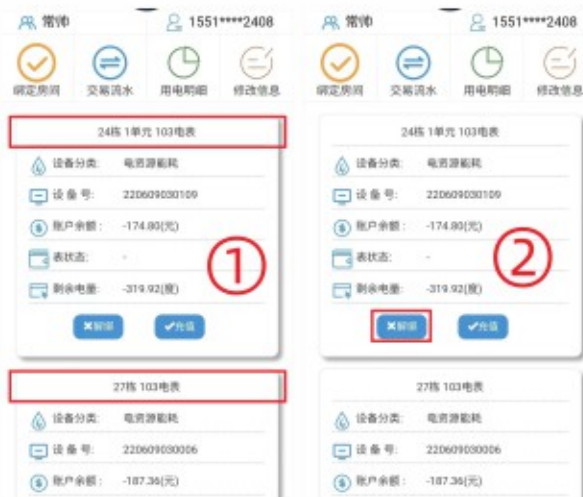 常帅 1551****2408
绑定房间 交易流水 用电明细 修改信息
24栋 1单元 103电表
设备分类: 电资源能耗
设备号: 220609030109
账户余额: -174.80(元)
表状态: -
剩余电量: -319.92(度)
✖解绑 ✔充值
27栋 103电表
设备分类: 电资源能耗
设备号: 220609030006
账户余额: -187.36(元)
①
常帅 1551****2408
绑定房间 交易流水 用电明细 修改信息
24栋 1单元 103电表
设备分类: 电资源能耗
设备号: 220609030109
账户余额: -174.80(元)
表状态: -
剩余电量: -319.92(度)
✖解绑 ✔充值
27栋 103电表
设备分类: 电资源能耗
设备号: 220609030006
账户余额: -187.36(元)
②